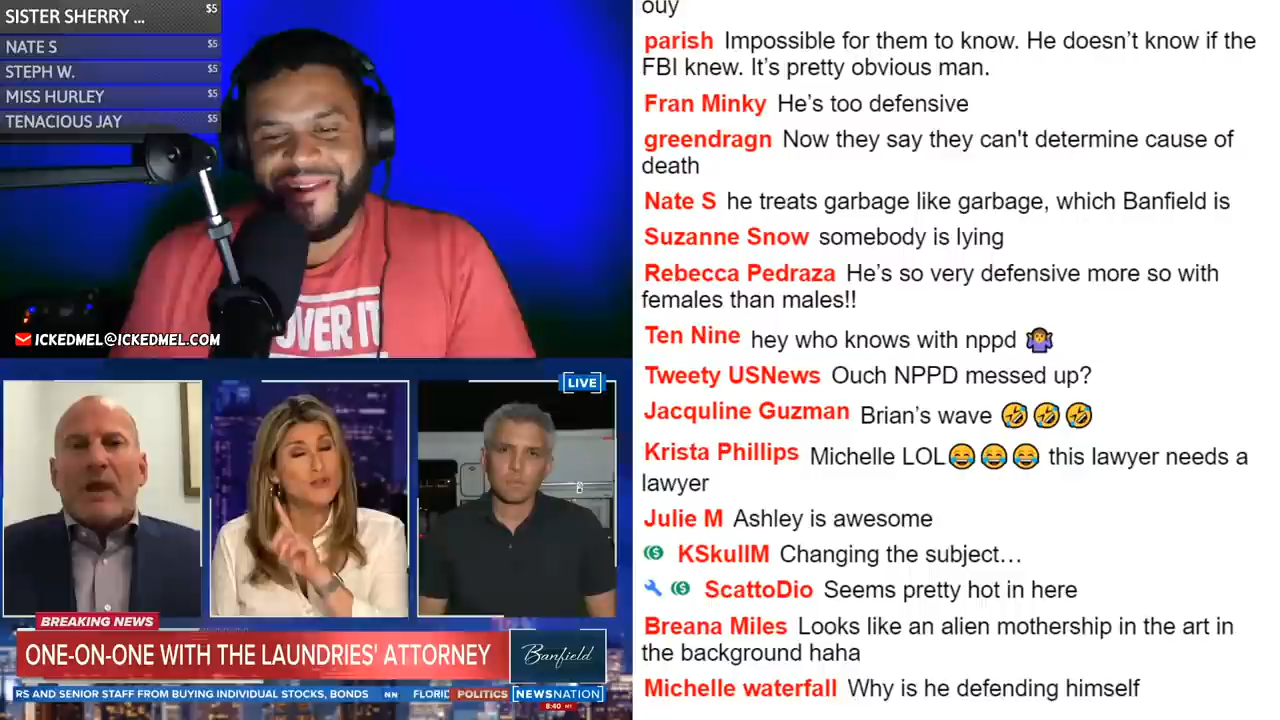 SISTER SHERRY ... $5
NATE S $5
STEPH W. $5
MISS HURLEY $5
TENACIOUS JAY $5
OVER IT
ICKEDMEL@ICKEDMEL.COM
LIVE
BREAKING NEWS
ONE-ON-ONE WITH THE LAUNDRIES' ATTORNEY
Banfield
RS AND SENIOR STAFF FROM BUYING INDIVIDUAL STOCKS, BONDS NN FLORID POLITICS NEWSNATION
8:40 MT
ouy
parish Impossible for them to know. He doesn’t know if the
FBI knew. It’s pretty obvious man.
Fran Minky He’s too defensive
greendragn Now they say they can't determine cause of
death
Nate S he treats garbage like garbage, which Banfield is
Suzanne Snow somebody is lying
Rebecca Pedraza He’s so very defensive more so with
females than males!!
Ten Nine hey who knows with nppd 🤷🏽‍♀️
Tweety USNews Ouch NPPD messed up?
Jacquline Guzman Brian’s wave 🤣🤣🤣
Krista Phillips Michelle LOL😂😂😂 this lawyer needs a
lawyer
Julie M Ashley is awesome
KSkullM Changing the subject…
ScattoDio Seems pretty hot in here
Breana Miles Looks like an alien mothership in the art in
the background haha
Michelle waterfall Why is he defending himself